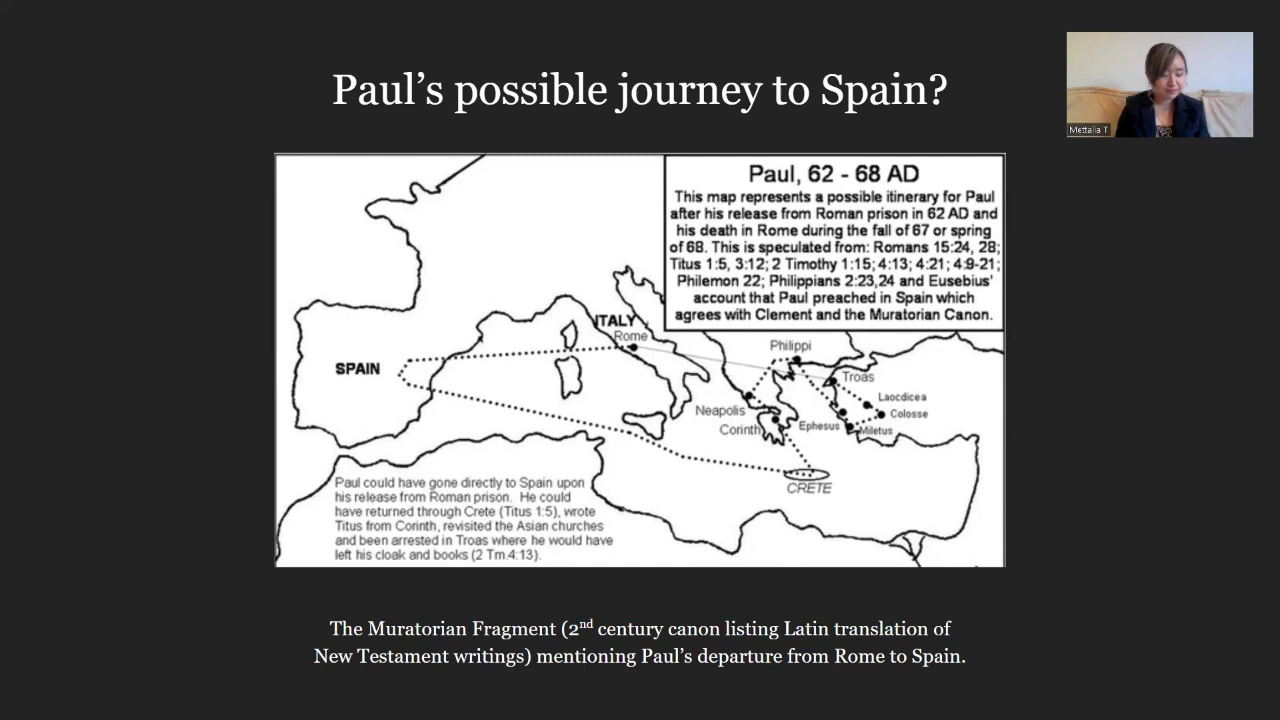 Paul’s possible journey to Spain?
Mettalia T
Paul, 62 - 68 AD
This map represents a possible itinerary for Paul
after his release from Roman prison in 62 AD and
his death in Rome during the fall of 67 or spring
of 68. This is speculated from: Romans 15:24, 28;
Titus 1:5, 3:12; 2 Timothy 1:15; 4:13; 4:21; 4:9-21;
Philemon 22; Philippians 2:23,24 and Eusebius'
account that Paul preached in Spain which
agrees with Clement and the Muratorian Canon.
ITALY
Rome
SPAIN
Philippi
Troas
Laocdicea
Colosse
Neapolis
Corinth
Ephesus
Miletus
CRETE
Paul could have gone directly to Spain upon
his release from Roman prison. He could
have returned through Crete (Titus 1:5), wrote
Titus from Corinth, revisited the Asian churches
and been arrested in Troas where he would have
left his cloak and books (2 Tm.4:13).
The Muratorian Fragment (2nd century canon listing Latin translation of
New Testament writings) mentioning Paul’s departure from Rome to Spain.